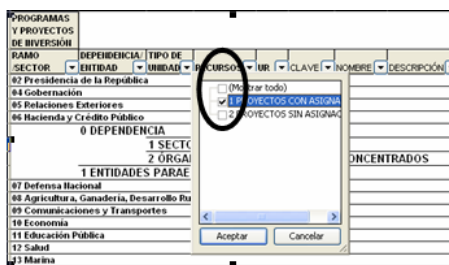 PROGRAMAS
Y PROYECTOS
DE INVERSIÓN
RAMO DEPENDENCIA/ TIPO DE
/SECTOR ENTIDAD UNIDAD RECURSOS UR CLAVE NOMBRE DESCRIPCIÓN
02 Presidencia de la República
04 Gobernación
05 Relaciones Exteriores
06 Hacienda y Crédito Público
0 DEPENDENCIA
1 SECTO
2 ÓRGA ONCENTRADOS
1 ENTIDADES PARAE
07 Defensa Nacional
08 Agricultura, Ganadería, Desarrollo Ru
09 Comunicaciones y Transportes
10 Economía
11 Educación Pública
12 Salud
13 Marina
(Mostrar todo)
1 PROYECTOS CON ASIGNA
2 PROYECTOS SIN ASIGNAC
Aceptar Cancelar